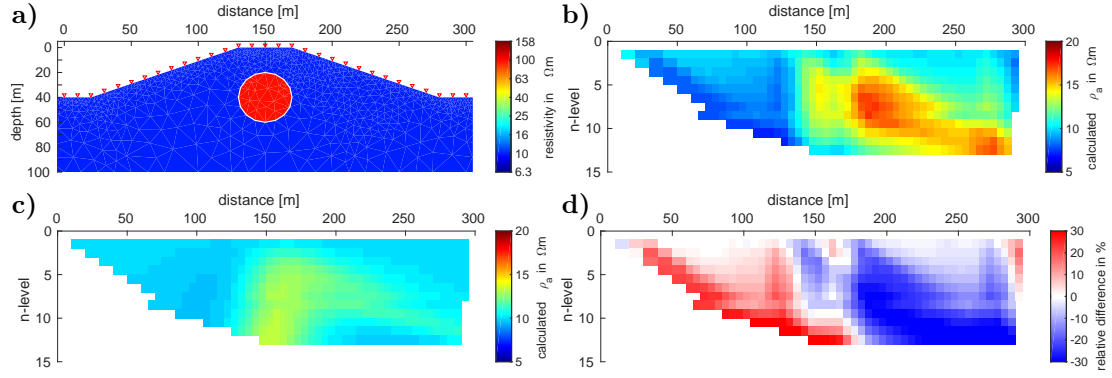 a)
distance [m]
0 50 100 150 200 250 300
depth[m]
0
20
40
60
80
100
158
100
63
40
25
16
10
6.3
resistivity in Ωm
b)
distance [m]
0 50 100 150 200 250 300
n-level
0
5
10
15
20
15
10
5
calculated ρa in Ωm
c)
distance [m]
0 50 100 150 200 250 300
n-level
0
5
10
15
20
15
10
5
calculated ρa in Ωm
d)
distance [m]
0 50 100 150 200 250 300
n-level
0
5
10
15
30
20
10
0
-10
-20
-30
relative difference in %